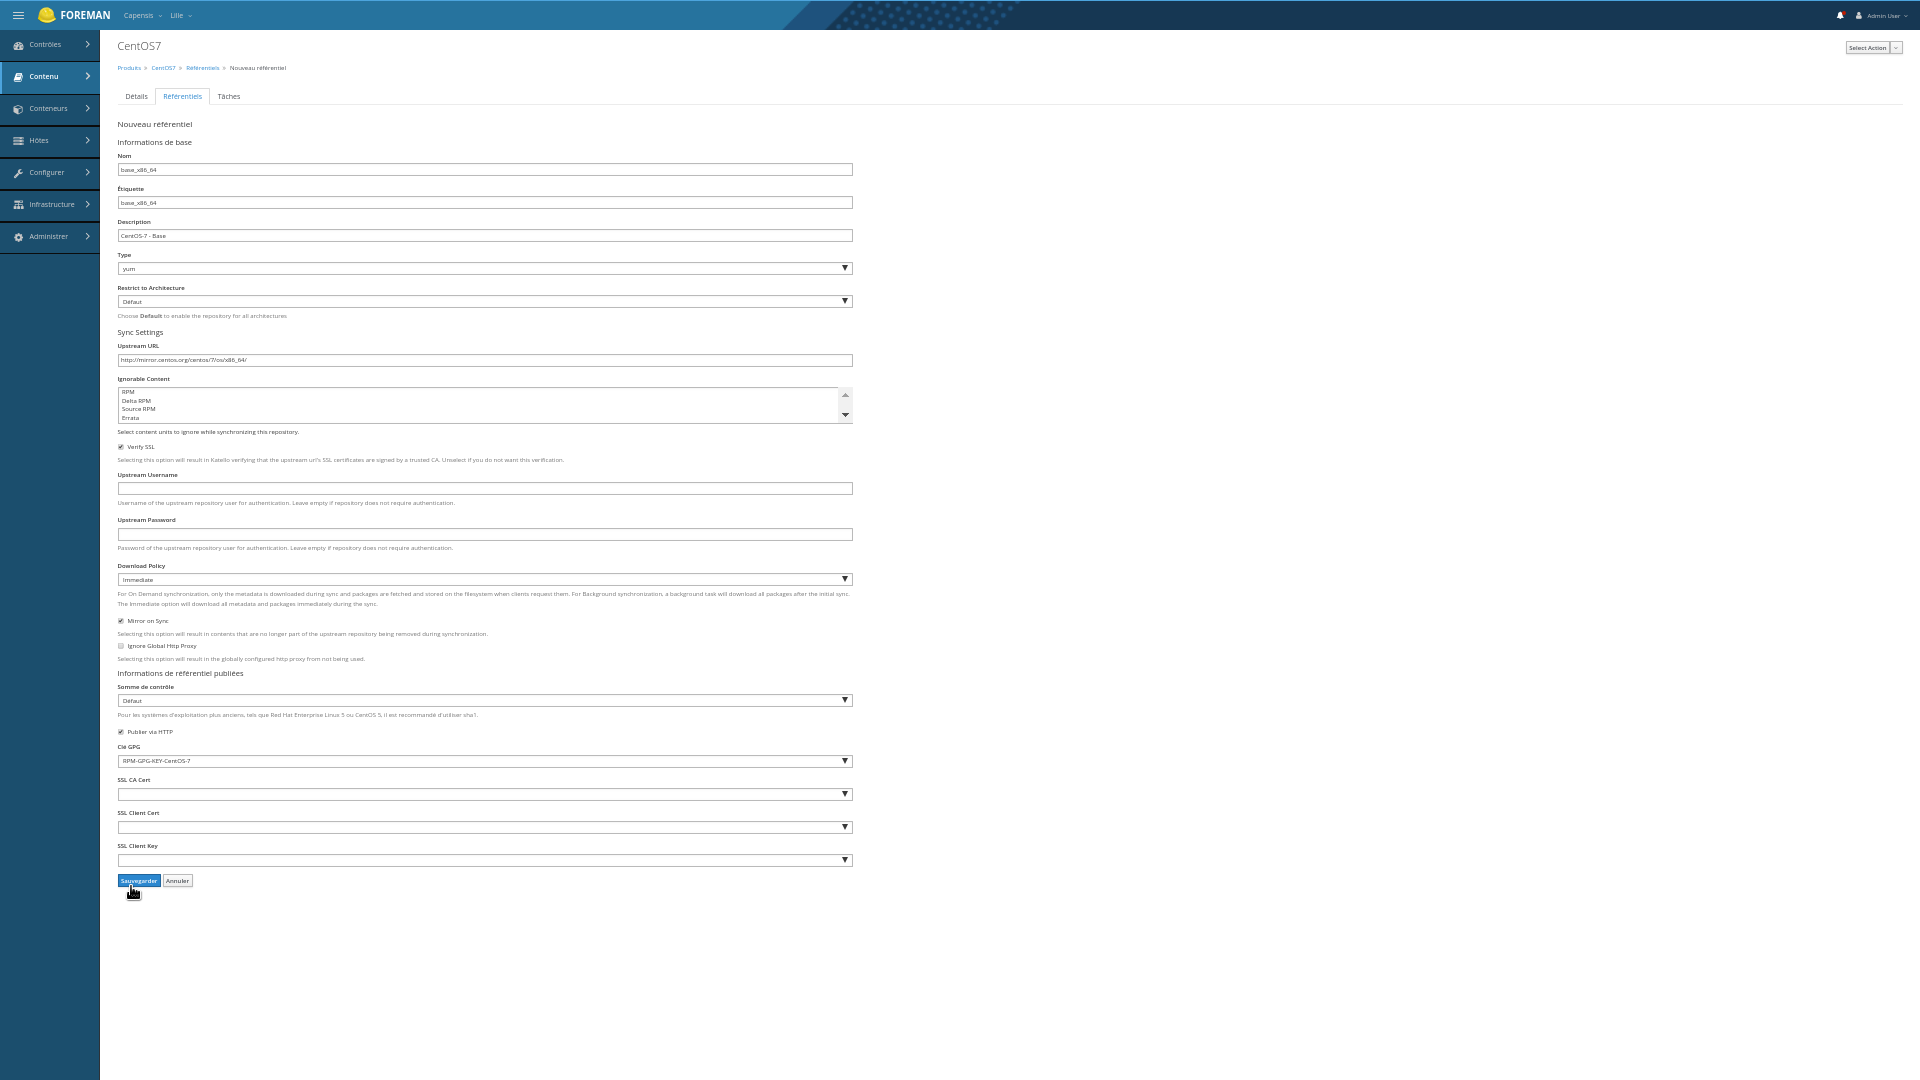 FOREMAN
Capensis
Lille
Admin User
Contrôles
Contenu
Conteneurs
Hôtes
Configurer
Infrastructure
Administrer
CentOS7
Select Action
Produits » CentOS7 » Référentiels » Nouveau référentiel
Détails
Référentiels
Tâches
Nouveau référentiel
Informations de base
Nom
base_x86_64
Étiquette
base_x86_64
Description
CentOS-7 - Base
Type
yum
Restrict to Architecture
Défaut
Choose Default to enable the repository for all architectures
Sync Settings
Upstream URL
http://mirror.centos.org/centos/7/os/x86_64/
Ignorable Content
RPM
Delta RPM
Source RPM
Errata
Select content units to ignore while synchronizing this repository.
Verify SSL
Selecting this option will result in Katello verifying that the upstream url's SSL certificates are signed by a trusted CA. Unselect if you do not want this verification.
Upstream Username
Username of the upstream repository user for authentication. Leave empty if repository does not require authentication.
Upstream Password
Password of the upstream repository user for authentication. Leave empty if repository does not require authentication.
Download Policy
Immediate
For On Demand synchronization, only the metadata is downloaded during sync and packages are fetched and stored on the filesystem when clients request them. For Background synchronization, a background task will download all packages after the initial sync.
The Immediate option will download all metadata and packages immediately during the sync.
Mirror on Sync
Selecting this option will result in contents that are no longer part of the upstream repository being removed during synchronization.
Ignore Global Http Proxy
Selecting this option will result in the globally configured http proxy from not being used.
Informations de référentiel publiées
Somme de contrôle
Défaut
Pour les systèmes d'exploitation plus anciens, tels que Red Hat Enterprise Linux 5 ou CentOS 5, il est recommandé d'utiliser sha1.
Publier via HTTP
Clé GPG
RPM-GPG-KEY-CentOS-7
SSL CA Cert
SSL Client Cert
SSL Client Key
Sauvegarder
Annuler